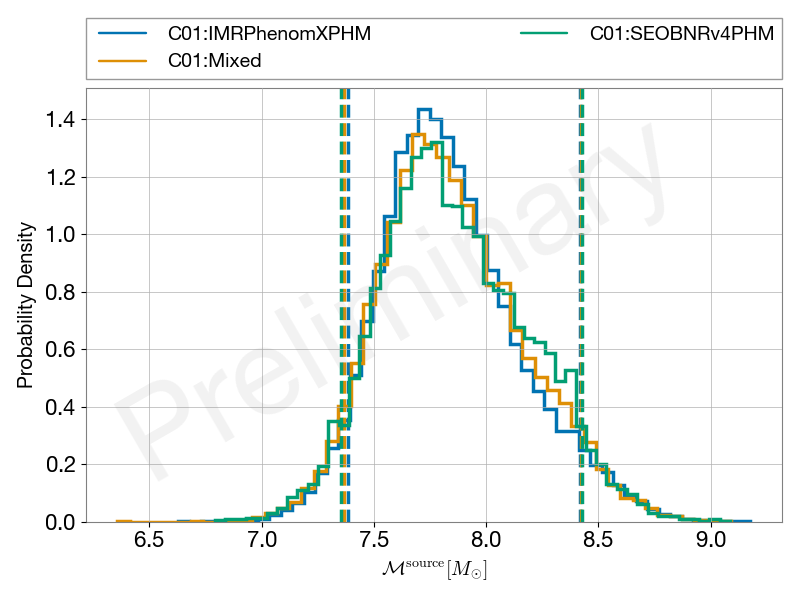 C01:IMRPhenomXPHM
C01:SEOBNRv4PHM
C01:Mixed
Preliminary
Probability Density
1.4
1.2
1.0
0.8
0.6
0.4
0.2
0.0
6.5 7.0 7.5 8.0 8.5 9.0
ℳ^source [M_⊙]